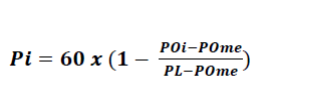 Pi = 60 x (1 − POi−POme / PL−POme)